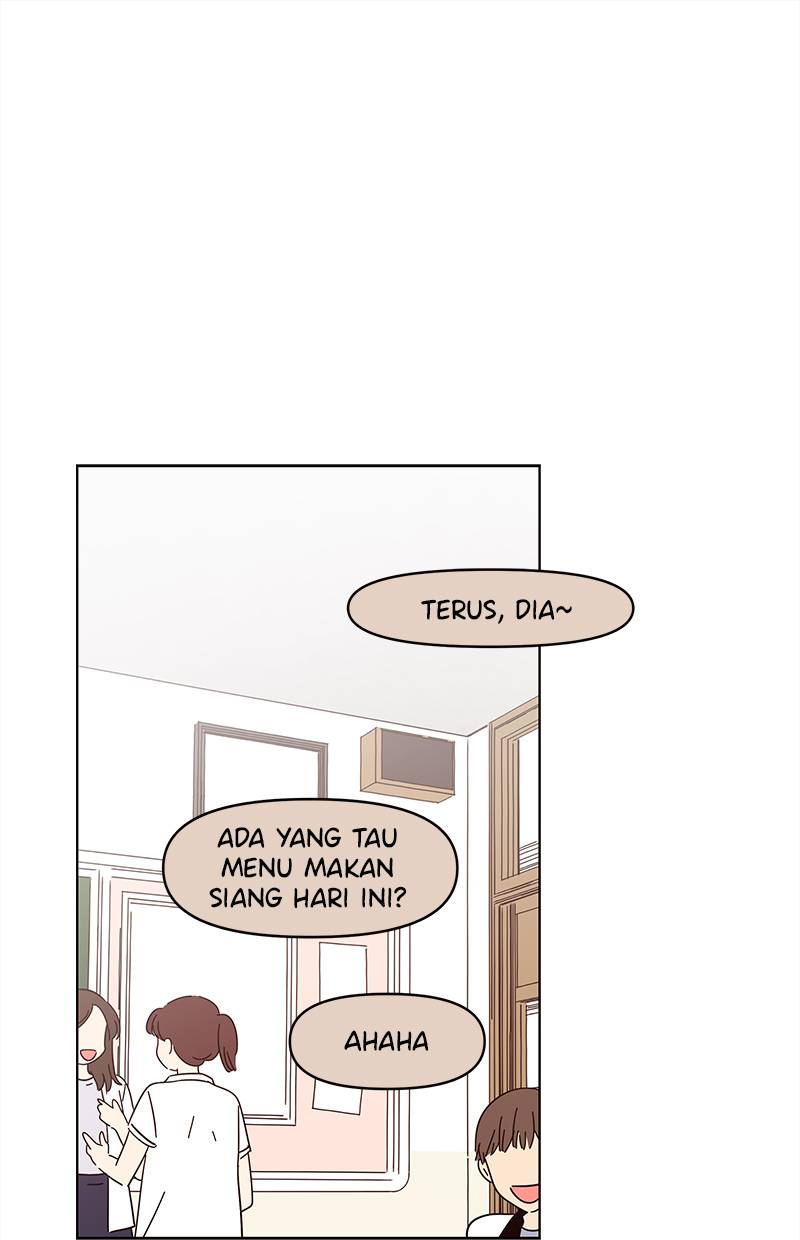 TERUS, DIA~
ADA YANG TAU
MENU MAKAN
SIANG HARI INI?
AHAHA